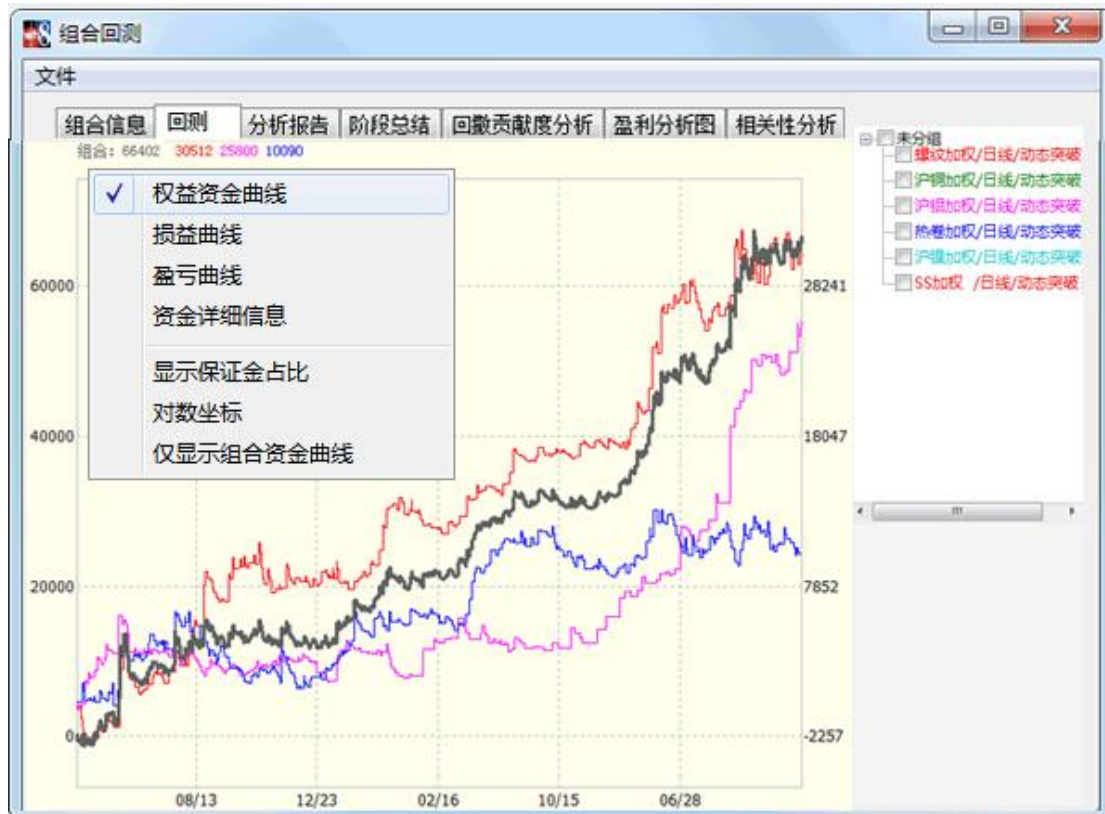 组合回测
文件
组合信息 回测 分析报告 阶段总结 回撤贡献度分析 盈利分析图 相关性分析
组合: 66402 30512 25800 10090
未分组
螺纹加权/日线/动态突破
沪铜加权/日线/动态突破
沪铝加权/日线/动态突破
热卷加权/日线/动态突破
沪镍加权/日线/动态突破
SS加权 /日线/动态突破
权益资金曲线
损益曲线
盈亏曲线
资金详细信息
显示保证金占比
对数坐标
仅显示组合资金曲线
60000
40000
20000
0
28241
18047
7852
-2257
08/13 12/23 02/16 10/15 06/28